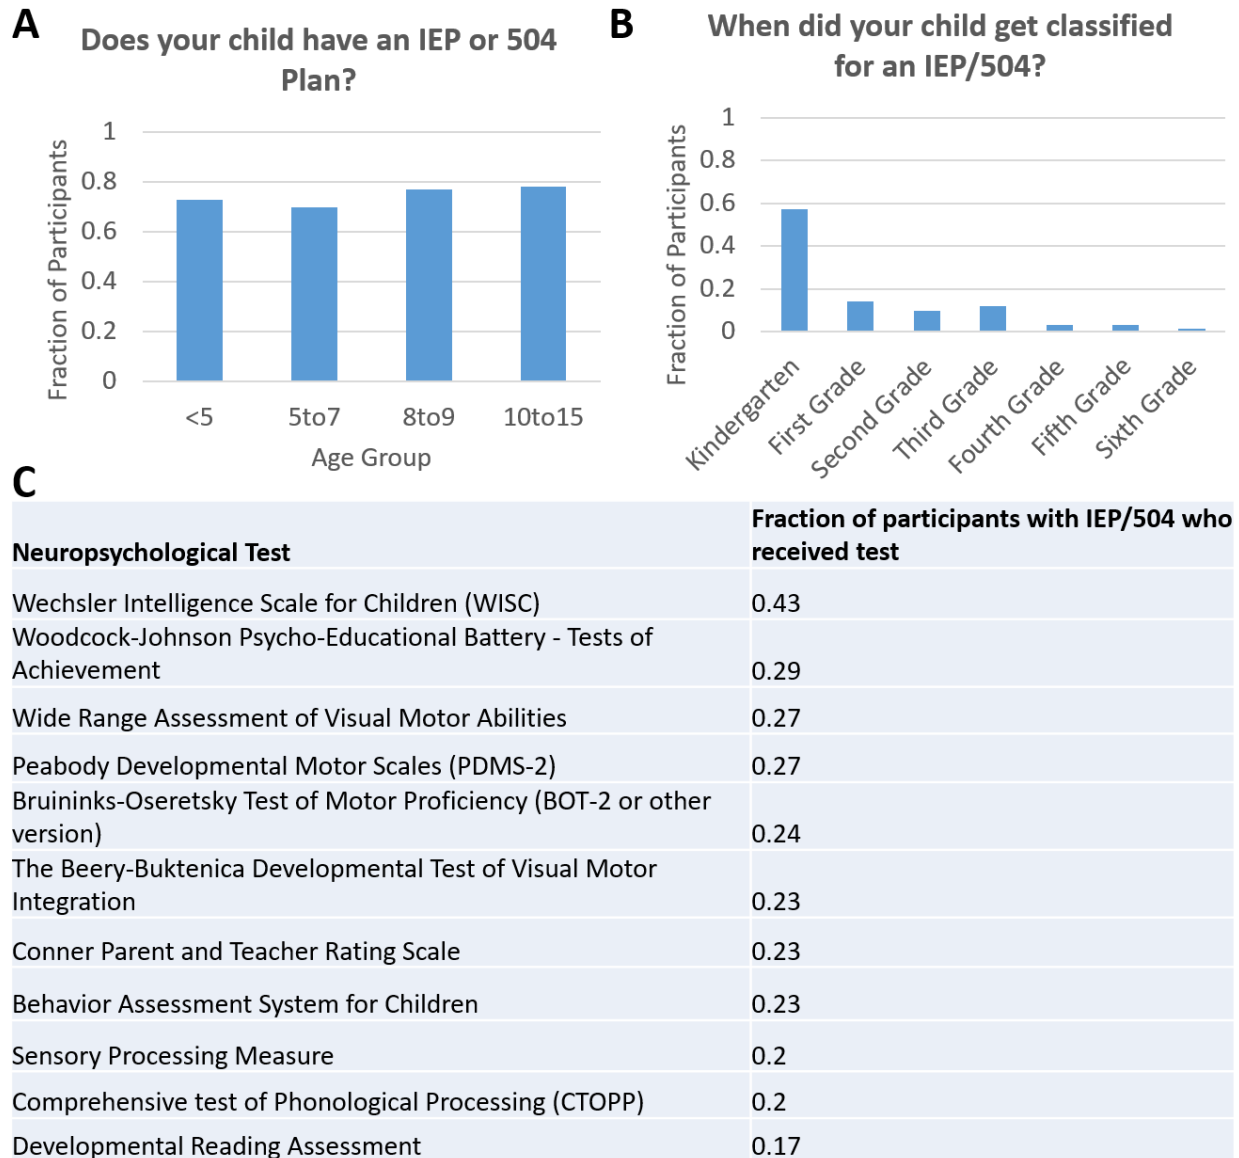 A
Does your child have an IEP or 504
Plan?
Fraction of Participants
1
0.8
0.6
0.4
0.2
0
<5
5to7
8to9
10to15
Age Group
B
When did your child get classified
for an IEP/504?
Fraction of Participants
1
0.8
0.6
0.4
0.2
0
Kindergarten
First Grade
Second Grade
Third Grade
Fourth Grade
Fifth Grade
Sixth Grade
C
Neuropsychological Test
Fraction of participants with IEP/504 who
received test
Wechsler Intelligence Scale for Children (WISC)
0.43
Woodcock-Johnson Psycho-Educational Battery - Tests of
Achievement
0.29
Wide Range Assessment of Visual Motor Abilities
0.27
Peabody Developmental Motor Scales (PDMS-2)
0.27
Bruininks-Oseretsky Test of Motor Proficiency (BOT-2 or other
version)
0.24
The Beery-Buktenica Developmental Test of Visual Motor
Integration
0.23
Conner Parent and Teacher Rating Scale
0.23
Behavior Assessment System for Children
0.23
Sensory Processing Measure
0.2
Comprehensive test of Phonological Processing (CTOPP)
0.2
Developmental Reading Assessment
0.17